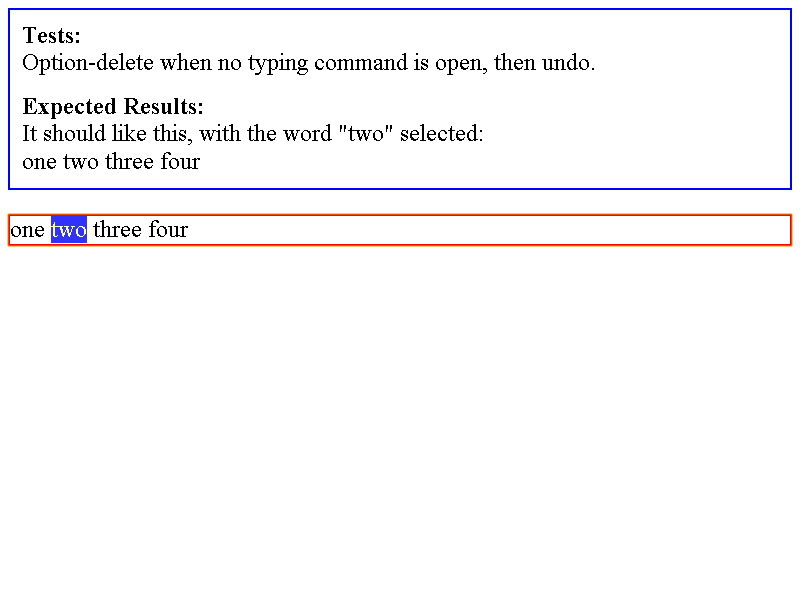 Tests:
Option-delete when no typing command is open, then undo.
Expected Results:
It should like this, with the word "two" selected:
one two three four
one two three four